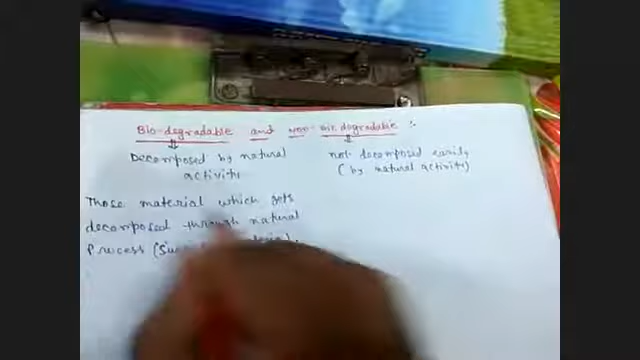 Bio-degradable and non-biodegradable :-
Decomposed by natural
activity
not decomposed easily
(by natural activity)
Those material which gets
decomposed through natural
Process